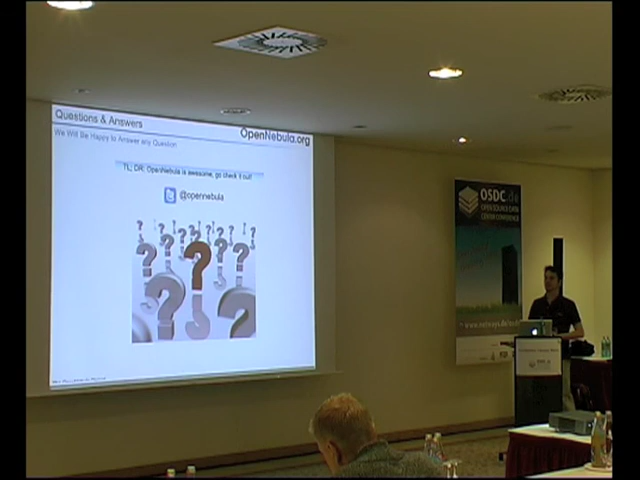 Questions & Answers
OpenNebula.org
We Will Be Happy to Answer any Question
TL; DR: OpenNebula is awesome, go check it out!
@opennebula
OSDC.de
OPEN SOURCE DATA
CENTER CONFERENCE